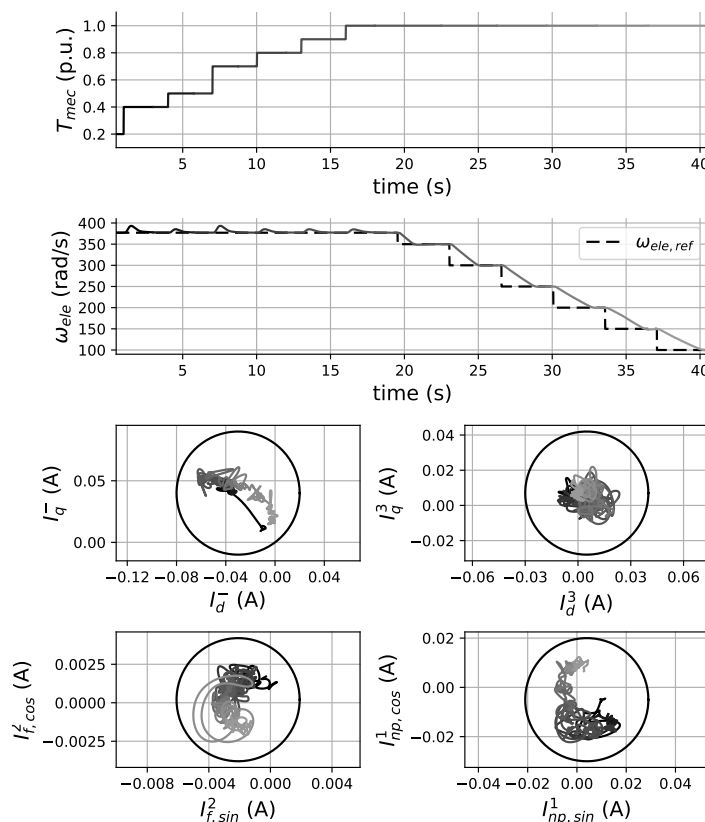 T_mec (p.u.)
1.0
0.8
0.6
0.4
0.2
5 10 15 20 25 30 35 40
time (s)
ω_ele (rad/s)
400
350
300
250
200
150
100
ω_ele,ref
5 10 15 20 25 30 35 40
time (s)
I_q^− (A)
0.05
0.00
−0.12 −0.08 −0.04 0.00 0.04
I_d^− (A)
I_q^3 (A)
0.04
0.02
0.00
−0.02
−0.06 −0.03 0.00 0.03 0.06
I_d^3 (A)
I_f,cos^2 (A)
0.0025
0.0000
−0.0025
−0.008 −0.004 0.000 0.004
I_f,sin^2 (A)
I_np,cos^1 (A)
0.02
0.00
−0.02
−0.04 −0.02 0.00 0.02 0.04
I_np,sin^1 (A)